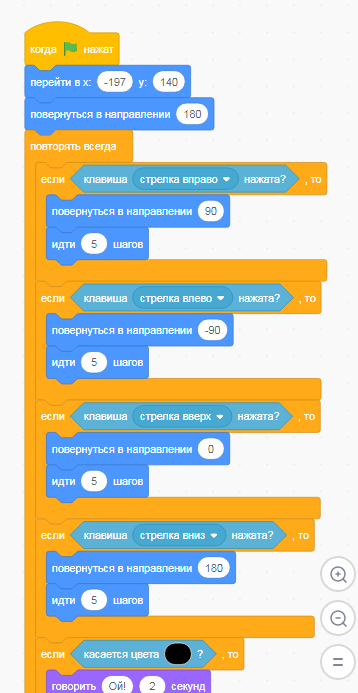 когда нажат
перейти в x: -197 y: 140
повернуться в направлении 180
повторять всегда
если клавиша стрелка вправо нажата? , то
повернуться в направлении 90
идти 5 шагов
если клавиша стрелка влево нажата? , то
повернуться в направлении -90
идти 5 шагов
если клавиша стрелка вверх нажата? , то
повернуться в направлении 0
идти 5 шагов
если клавиша стрелка вниз нажата? , то
повернуться в направлении 180
идти 5 шагов
если касается цвета ? , то
говорить Ой! 2 секунд